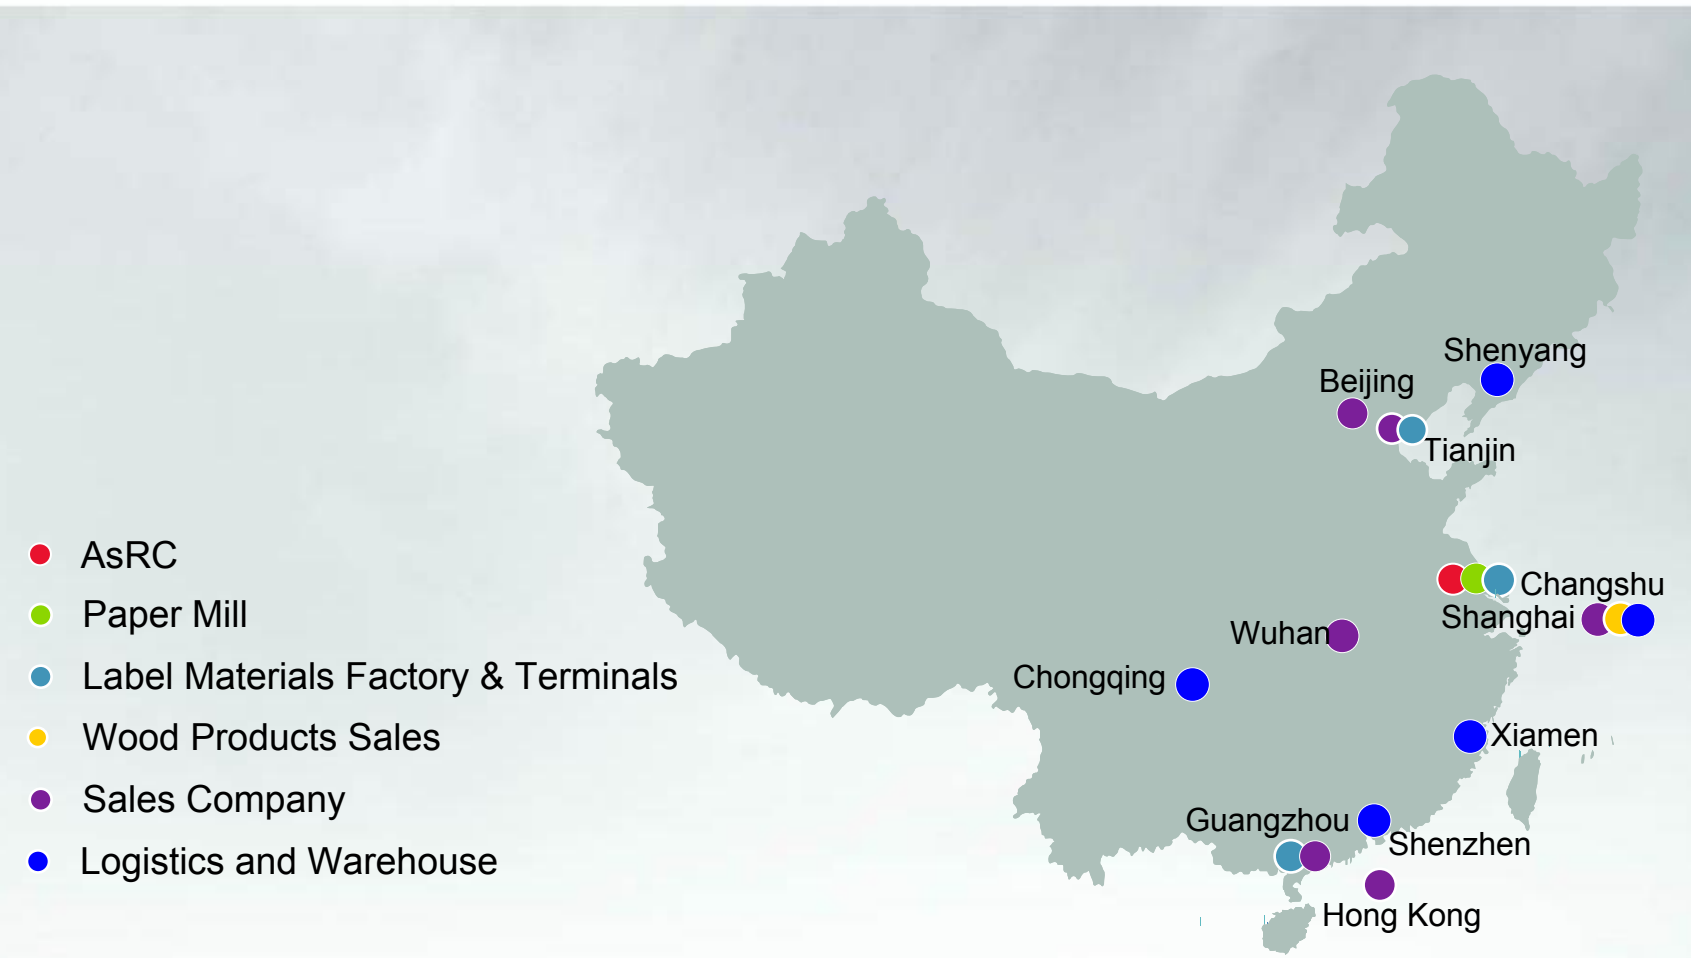 Shenyang
Beijing
Tianjin
AsRC
Paper Mill
Label Materials Factory & Terminals
Wood Products Sales
Sales Company
Logistics and Warehouse
Changshu
Shanghai
Wuhan
Chongqing
Xiamen
Guangzhou
Shenzhen
Hong Kong